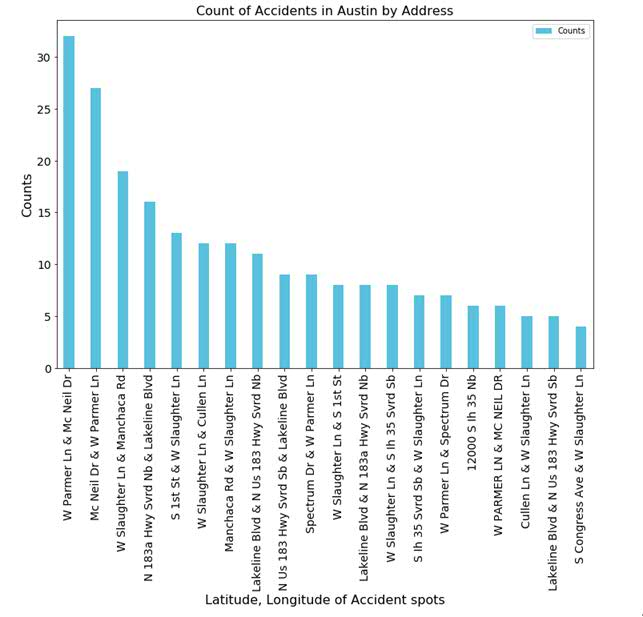 Count of Accidents in Austin by Address
Counts
Counts
30
25
20
15
10
5
0
W Parmer Ln & Mc Neil Dr
Mc Neil Dr & W Parmer Ln
W Slaughter Ln & Manchaca Rd
N 183a Hwy Svrd Nb & Lakeline Blvd
S 1st St & W Slaughter Ln
W Slaughter Ln & Cullen Ln
Manchaca Rd & W Slaughter Ln
Lakeline Blvd & N Us 183 Hwy Svrd Nb
N Us 183 Hwy Svrd Sb & Lakeline Blvd
Spectrum Dr & W Parmer Ln
W Slaughter Ln & S 1st St
Lakeline Blvd & N 183a Hwy Svrd Nb
W Slaughter Ln & S Ih 35 Svrd Sb
S Ih 35 Svrd Sb & W Slaughter Ln
W Parmer Ln & Spectrum Dr
12000 S Ih 35 Nb
W PARMER LN & MC NEIL DR
Cullen Ln & W Slaughter Ln
Lakeline Blvd & N Us 183 Hwy Svrd Sb
S Congress Ave & W Slaughter Ln
Latitude, Longitude of Accident spots